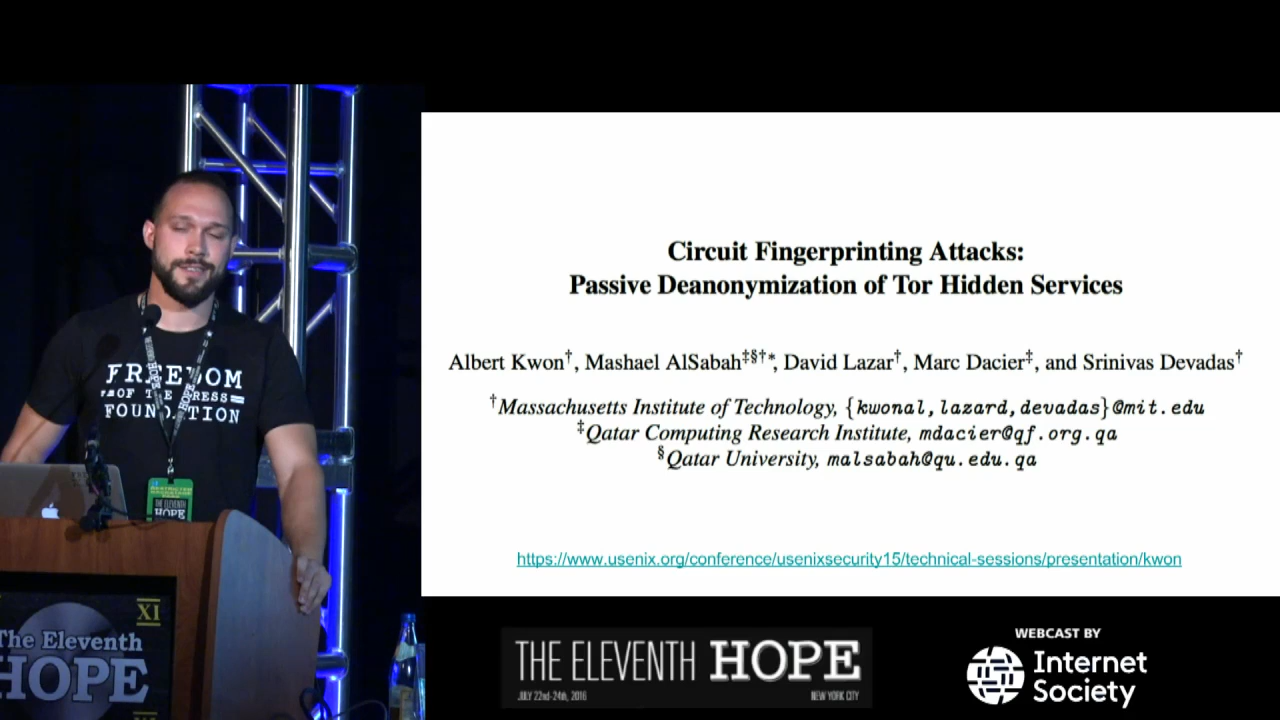 FREEDOM
OF THE PRESS
FOUNDATION
THE ELEVENTH
HOPE
XI
The Eleventh
HOPE
Circuit Fingerprinting Attacks:
Passive Deanonymization of Tor Hidden Services
Albert Kwon†, Mashael AlSabah‡§†*, David Lazar†, Marc Dacier‡, and Srinivas Devadas†
†Massachusetts Institute of Technology, {kwonal,lazard,devadas}@mit.edu
‡Qatar Computing Research Institute, mdacier@qf.org.qa
§Qatar University, malsabah@qu.edu.qa
https://www.usenix.org/conference/usenixsecurity15/technical-sessions/presentation/kwon
THE ELEVENTH HOPE
JULY 22nd-24th, 2016 NEW YORK CITY
WEBCAST BY
Internet
Society